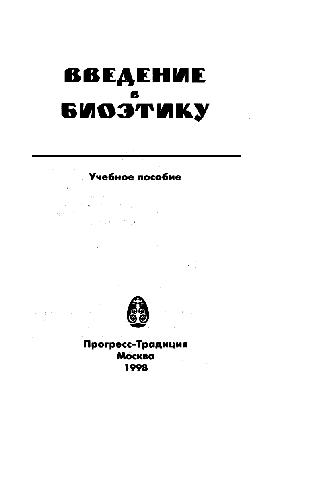 ВВЕДЕНИЕ
в
БИОЭТИКУ
Учебное пособие
Прогресс-Традиция
Москва
1998